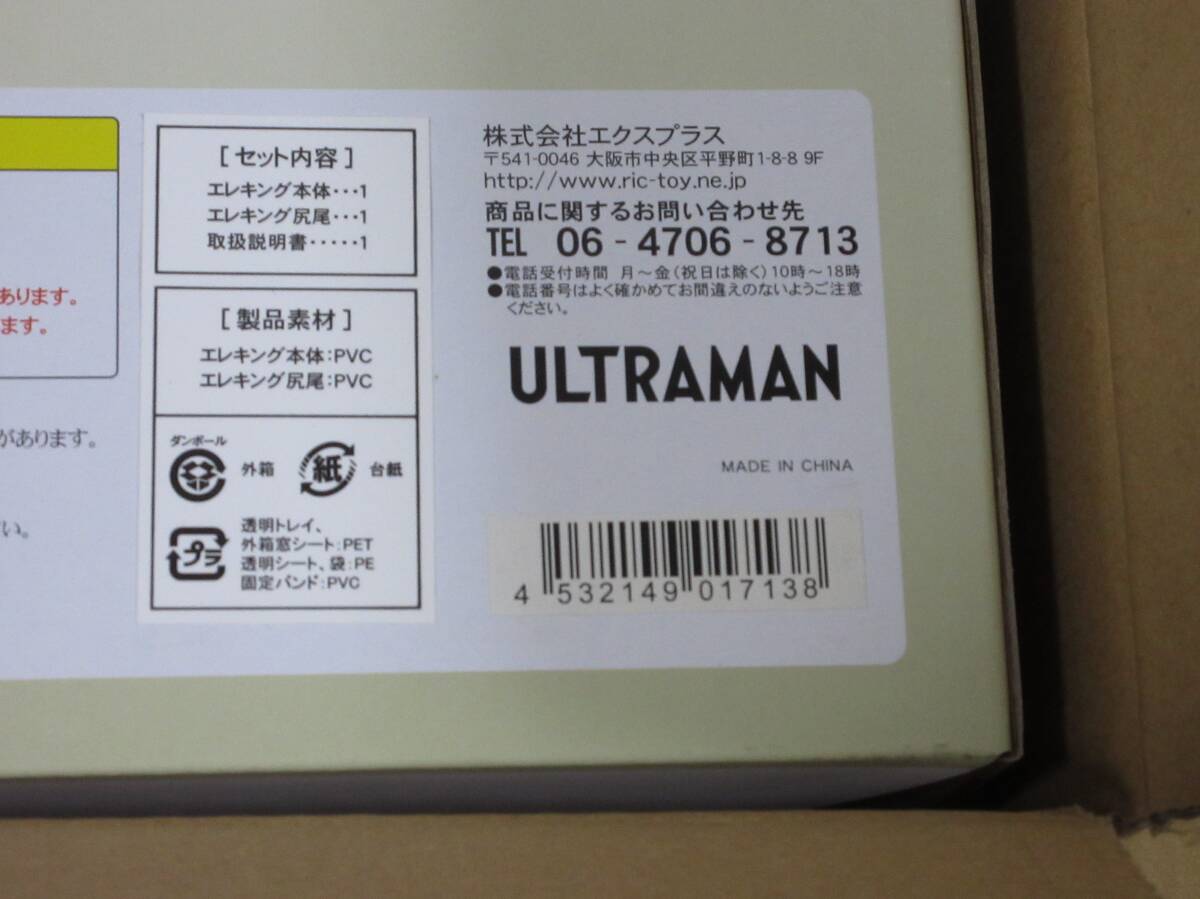 あります。
ます。
があります。
い。
[セット内容]
エレキング本体・・・1
エレキング尻尾・・・1
取扱説明書・・・・・1
[製品素材]
エレキング本体:PVC
エレキング尻尾:PVC
ダンボール
外箱
紙
台紙
プラ
透明トレイ、
外箱窓シート:PET
透明シート、袋:PE
固定バンド:PVC
株式会社エクスプラス
〒541-0046 大阪市中央区平野町1-8-8 9F
http://www.ric-toy.ne.jp
商品に関するお問い合わせ先
TEL 06-4706-8713
●電話受付時間 月～金(祝日は除く)10時～18時
●電話番号はよく確かめてお間違えのないようご注意
ください。
ULTRAMAN
MADE IN CHINA
4 532149 017138